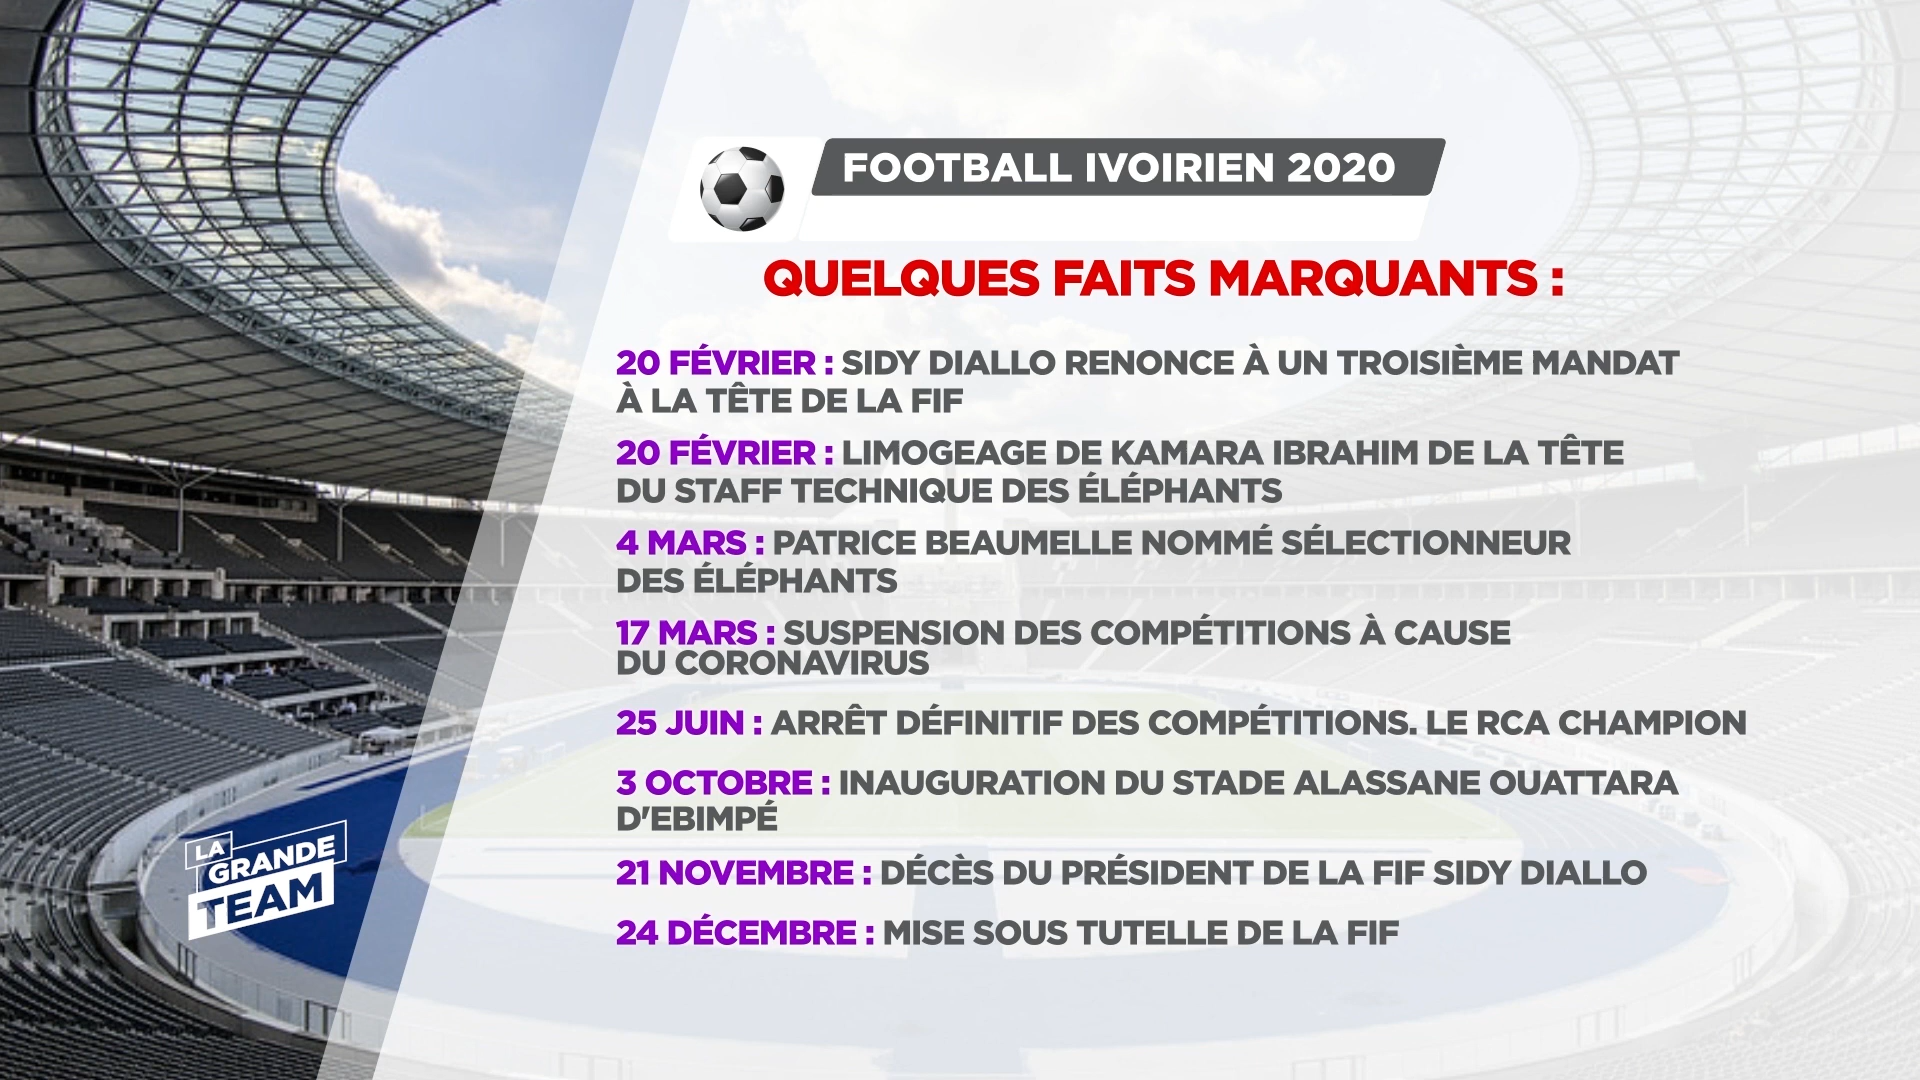 FOOTBALL IVOIRIEN 2020
QUELQUES FAITS MARQUANTS :
20 FÉVRIER : SIDY DIALLO RENONCE À UN TROISIÈME MANDAT
À LA TÊTE DE LA FIF
20 FÉVRIER : LIMOGEAGE DE KAMARA IBRAHIM DE LA TÊTE
DU STAFF TECHNIQUE DES ÉLÉPHANTS
4 MARS : PATRICE BEAUMELLE NOMMÉ SÉLECTIONNEUR
DES ÉLÉPHANTS
17 MARS : SUSPENSION DES COMPÉTITIONS À CAUSE
DU CORONAVIRUS
25 JUIN : ARRÊT DÉFINITIF DES COMPÉTITIONS. LE RCA CHAMPION
3 OCTOBRE : INAUGURATION DU STADE ALASSANE OUATTARA
D'EBIMPÉ
21 NOVEMBRE : DÉCÈS DU PRÉSIDENT DE LA FIF SIDY DIALLO
24 DÉCEMBRE : MISE SOUS TUTELLE DE LA FIF
LA
GRANDE
TEAM